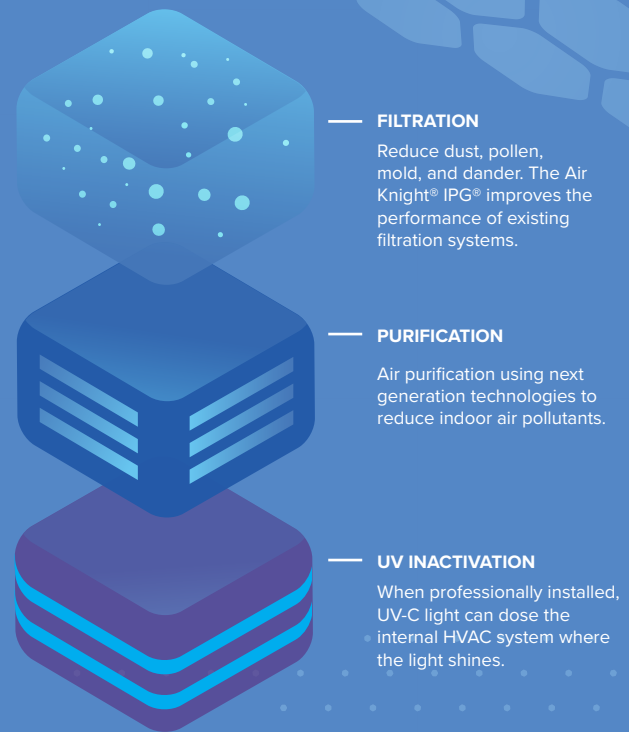 FILTRATION
Reduce dust, pollen,
mold, and dander. The Air
Knight® IPG® improves the
performance of existing
filtration systems.
PURIFICATION
Air purification using next
generation technologies to
reduce indoor air pollutants.
UV INACTIVATION
When professionally installed,
UV-C light can dose the
internal HVAC system where
the light shines.